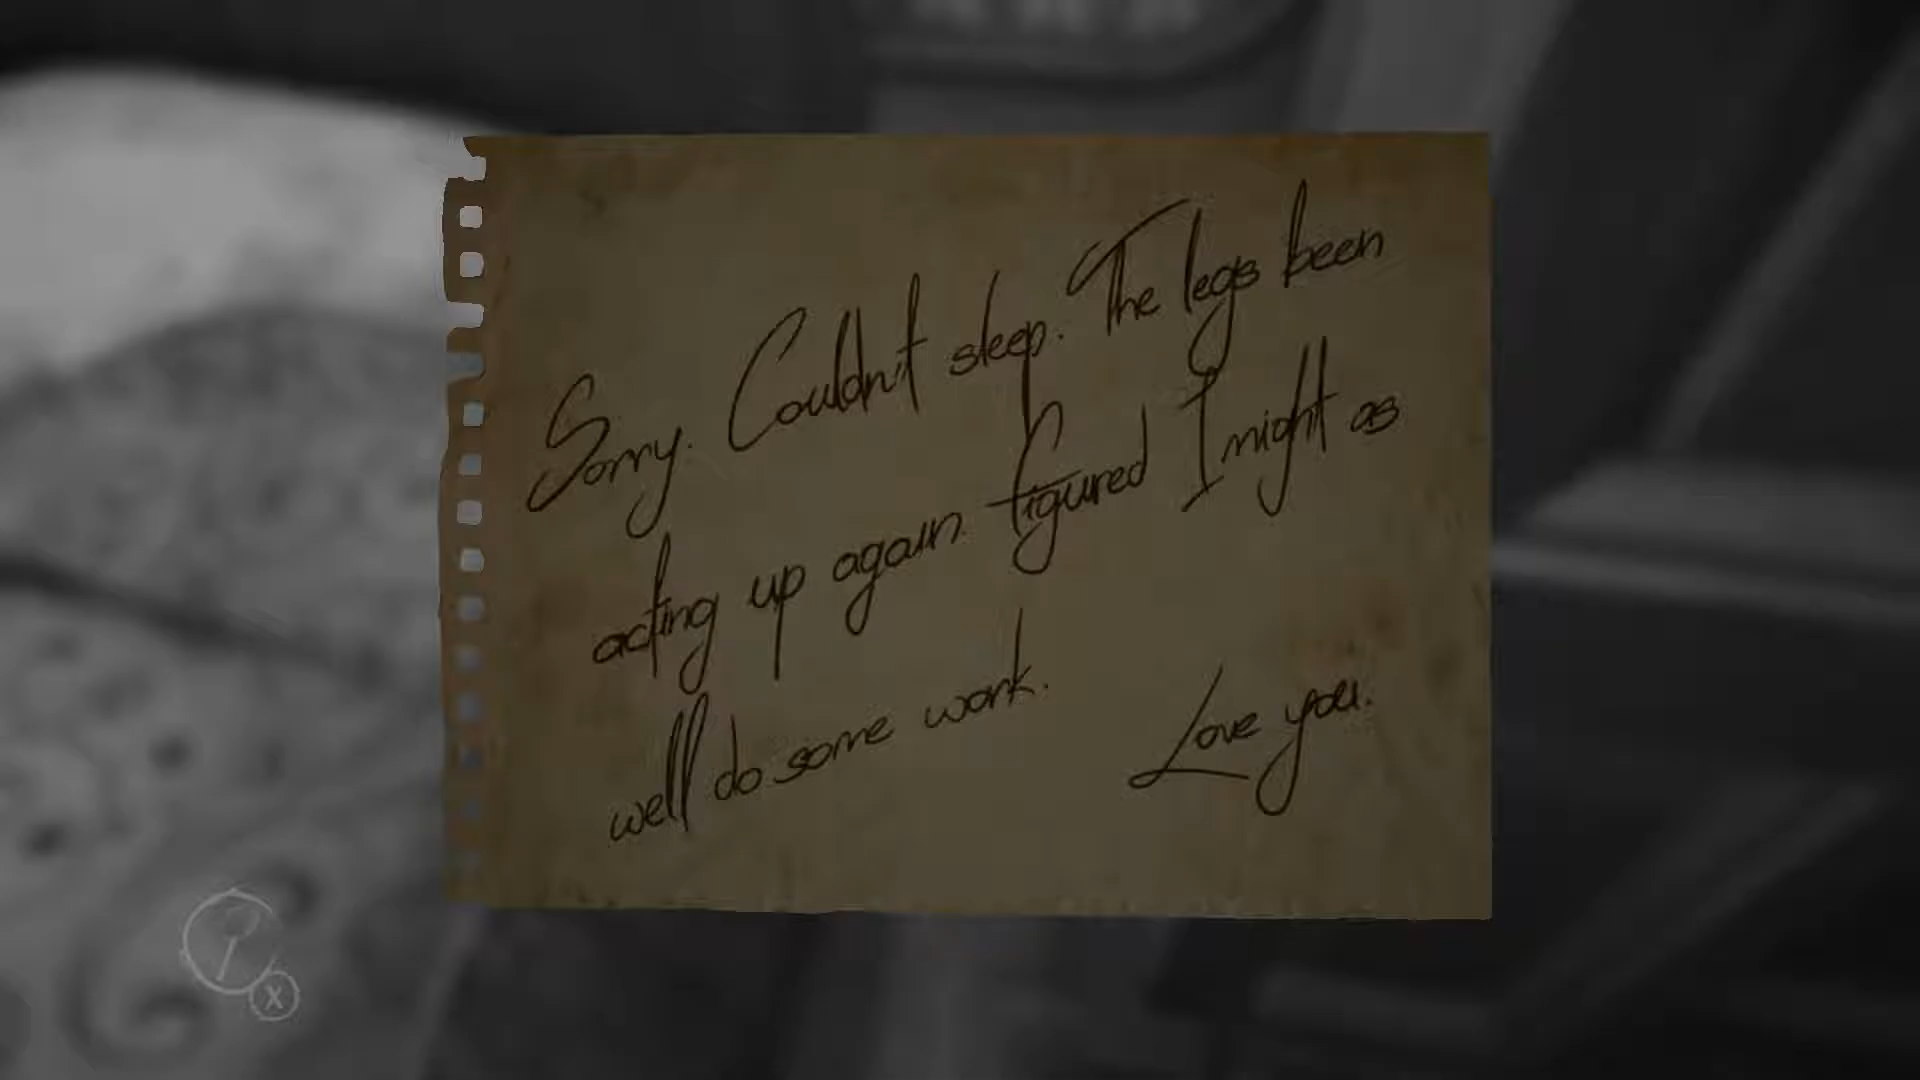 Sorry. Couldn't sleep. The legs been
acting up again. figured I might as
well do some work.
Love you.
X